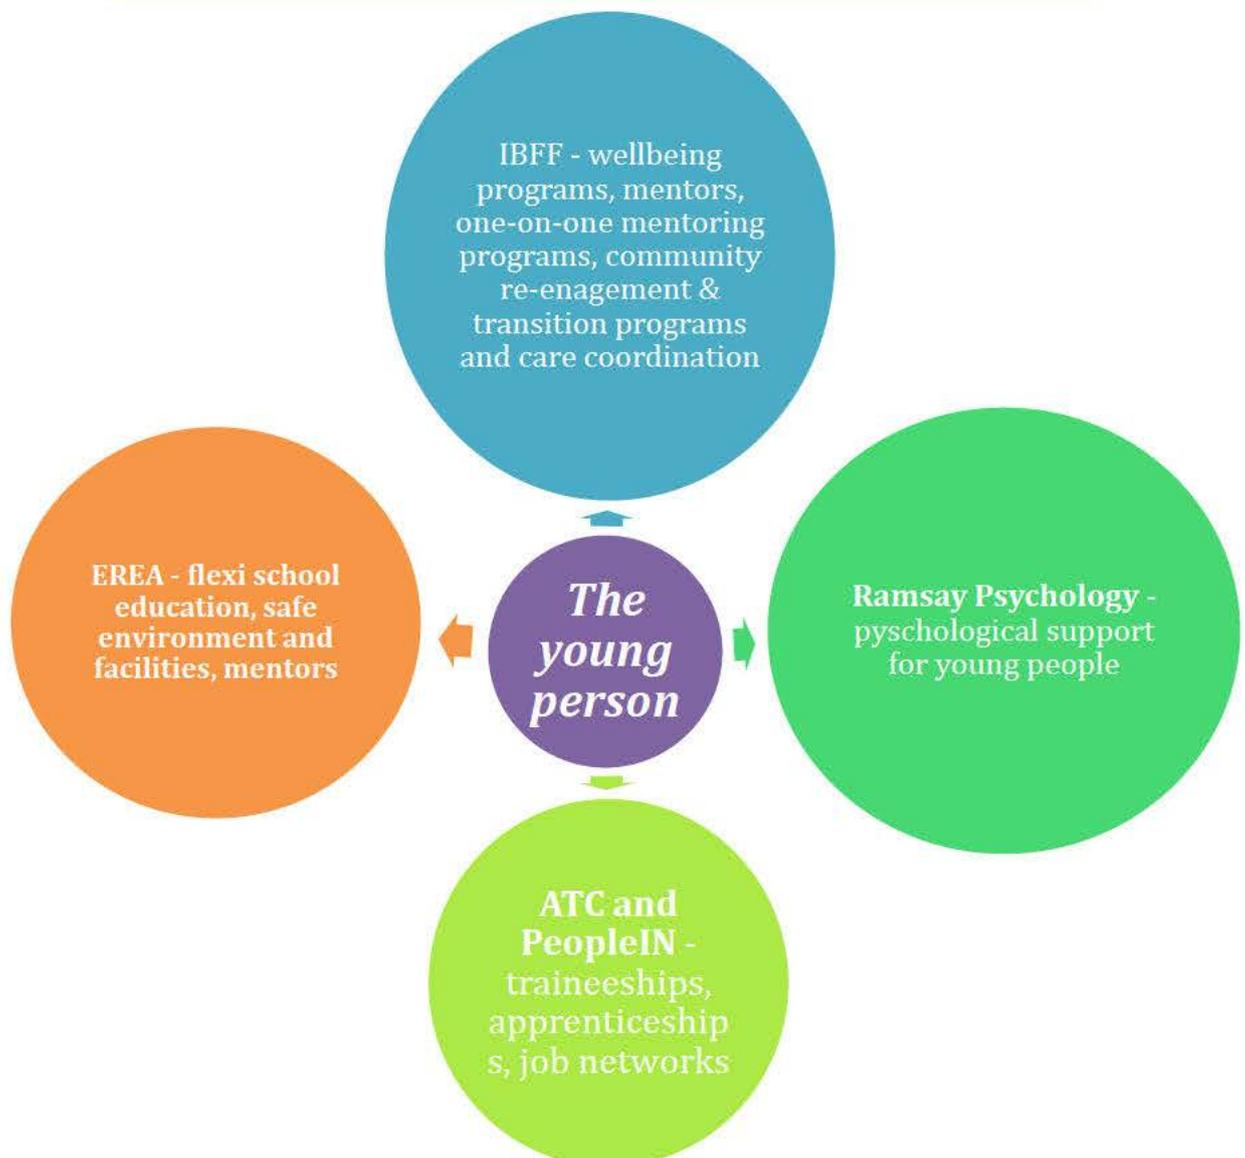 IBFF - wellbeing
programs, mentors,
one-on-one mentoring
programs, community
re-enagement &
transition programs
and care coordination
EREA - flexi school
education, safe
environment and
facilities, mentors
The
young
person
Ramsay Psychology -
pyschological support
for young people
ATC and
PeopleIN -
traineeships,
apprenticeship
s, job networks